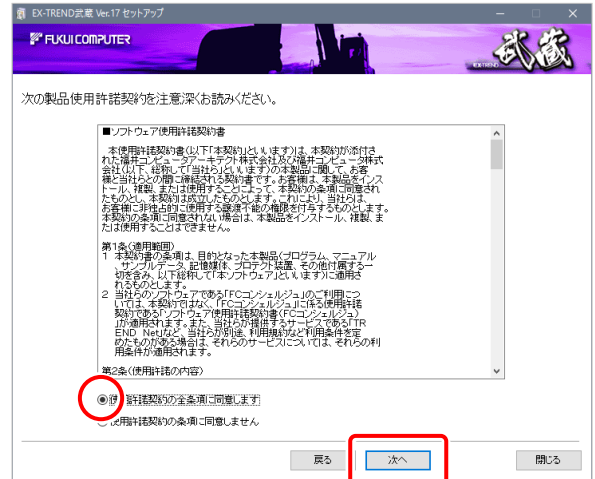 EX-TREND武蔵 Ver.17 セットアップ
FUKUI COMPUTER
EX-TREND 武蔵
次の製品使用許諾契約を注意深くお読みください。
■ソフトウェア使用許諾契約書
本使用許諾契約書（以下「本契約」といいます）は、本契約が添付さ
れた福井コンピュータアーキテクト株式会社及び福井コンピュータ株式
会社（以下、総称して「当社ら」といいます）の本製品に関して、お客
様と当社らとの間に締結される契約書です。お客様は、本製品をインス
トール、複製、または使用することによって、本契約の条項に同意され
たものとし、本契約は成立したものとします。これにより、当社らは、
お客様に非独占的に使用する譲渡不能の権限を付与するものとします。
本契約の条項に同意されない場合は、本製品をインストール、複製、ま
たは使用することはできません。
第1条（適用範囲）
1 本契約書の条項は、目的となった本製品（プログラム、マニュアル
、サンプルデータ、記憶媒体、プロテクト装置、その他付属する一
切を含み、以下総称して「本ソフトウェア」といいます）に適用さ
れるものとします。
2 当社らのソフトウェアである「FCコンシェルジュ」のご利用につ
いては、本契約ではなく、「FCコンシェルジュ」に係る使用許諾
契約である「ソフトウェア使用許諾契約書（FCコンシェルジュ）
」が適用されます。また、当社らが提供するサービスである「TR
END Net」など、当社らが別途、利用規約など利用条件を定
めたものがある場合は、それらのサービスについては、それらの利
用条件が適用されます。
第2条（使用許諾の内容）
使用許諾契約の全条項に同意します
使用許諾契約の条項に同意しません
戻る 次へ 閉じる